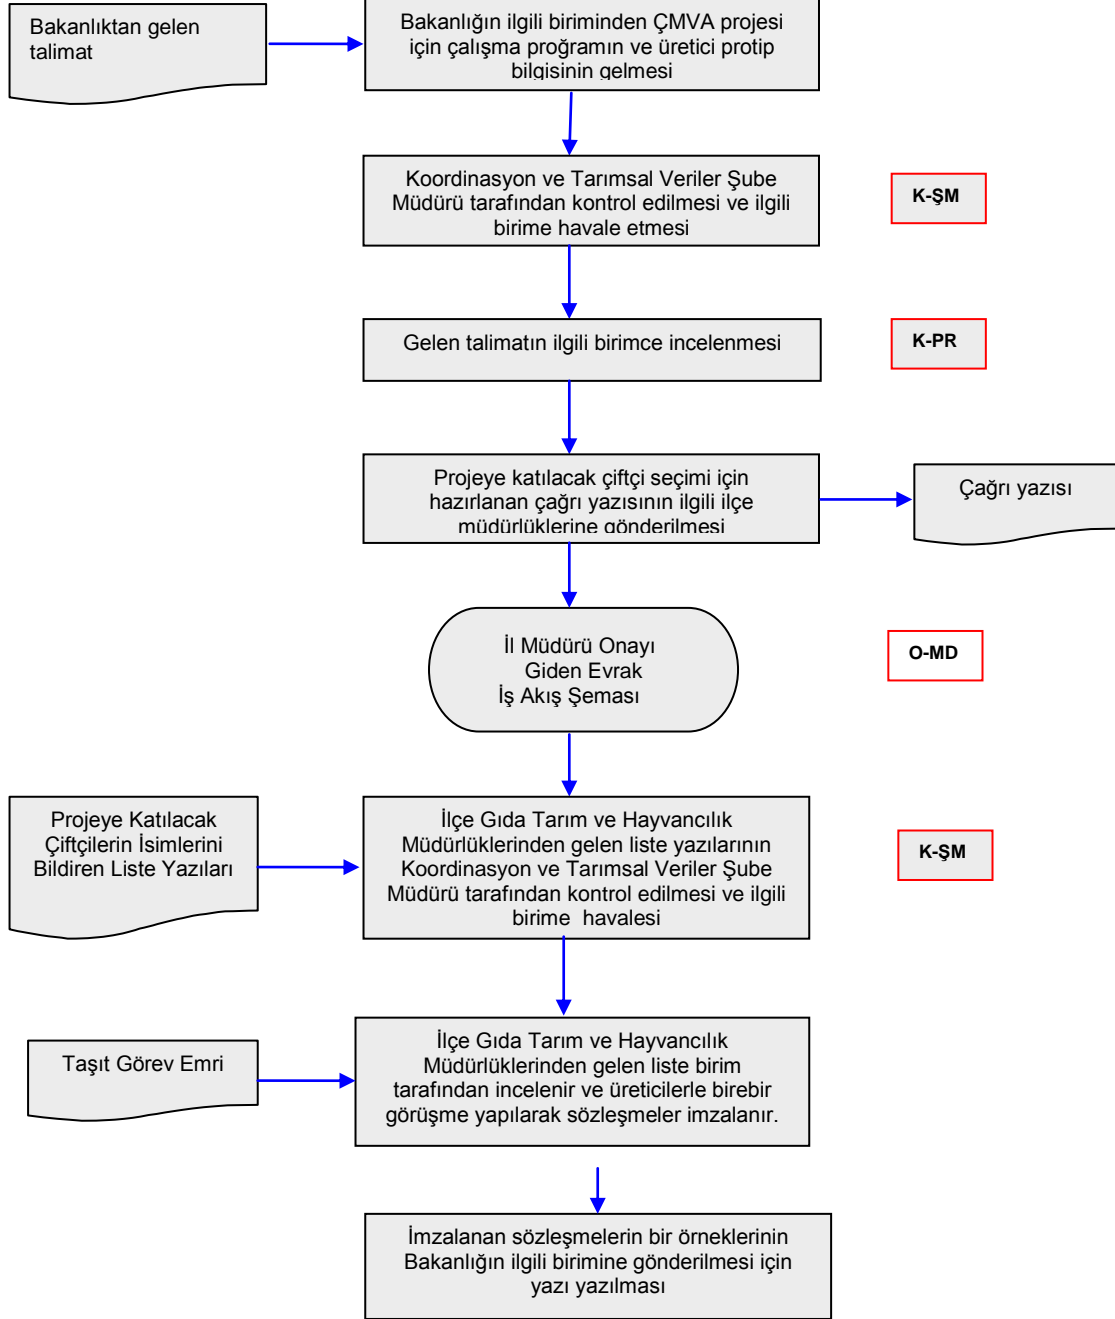 Bakanlıktan gelen
talimat
Bakanlığın ilgili biriminden ÇMVA projesi
için çalışma proğramın ve üretici protip
bilgisinin gelmesi
Koordinasyon ve Tarımsal Veriler Şube
Müdürü tarafından kontrol edilmesi ve ilgili
birime havale etmesi
K-ŞM
Gelen talimatın ilgili birimce incelenmesi
K-PR
Projeye katılacak çiftçi seçimi için
hazırlanan çağrı yazısının ilgili ilçe
müdürlüklerine gönderilmesi
Çağrı yazısı
İl Müdürü Onayı
Giden Evrak
İş Akış Şeması
O-MD
Projeye Katılacak
Çiftçilerin İsimlerini
Bildiren Liste Yazıları
İlçe Gıda Tarım ve Hayvancılık
Müdürlüklerinden gelen liste yazılarının
Koordinasyon ve Tarımsal Veriler Şube
Müdürü tarafından kontrol edilmesi ve ilgili
birime havalesi
K-ŞM
Taşıt Görev Emri
İlçe Gıda Tarım ve Hayvancılık
Müdürlüklerinden gelen liste birim
tarafından incelenir ve üreticilerle birebir
görüşme yapılarak sözleşmeler imzalanır.
İmzalanan sözleşmelerin bir örneklerinin
Bakanlığın ilgili birimine gönderilmesi için
yazı yazılması